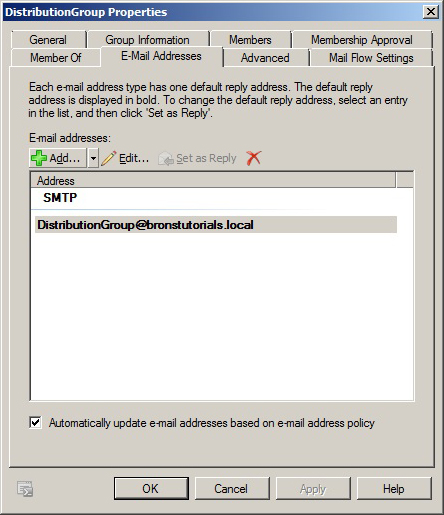 DistributionGroup Properties
General Group Information Members Membership Approval
Member Of E-Mail Addresses Advanced Mail Flow Settings
Each e-mail address type has one default reply address. The default reply
address is displayed in bold. To change the default reply address, select an entry
in the list, and then click 'Set as Reply'.
E-mail addresses:
Add... Edit... Set as Reply
Address
SMTP
DistributionGroup@bronstutorials.local
Automatically update e-mail addresses based on e-mail address policy
OK Cancel Apply Help